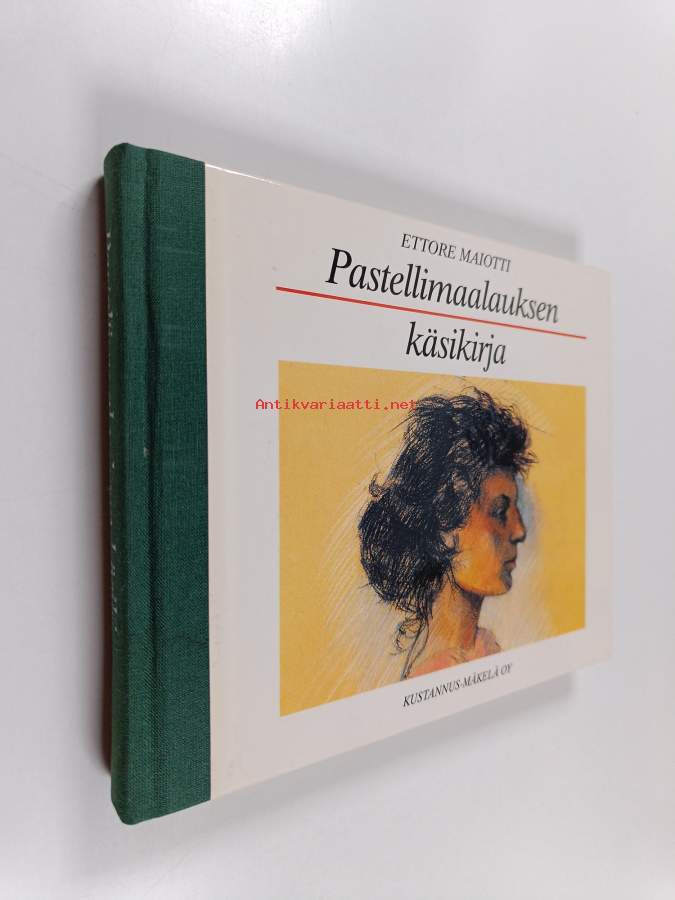 ETTORE MAIOTTI
Pastellimaalauksen
käsikirja
Antikvariaatti.net
KUSTANNUS-MÄKELÄ OY